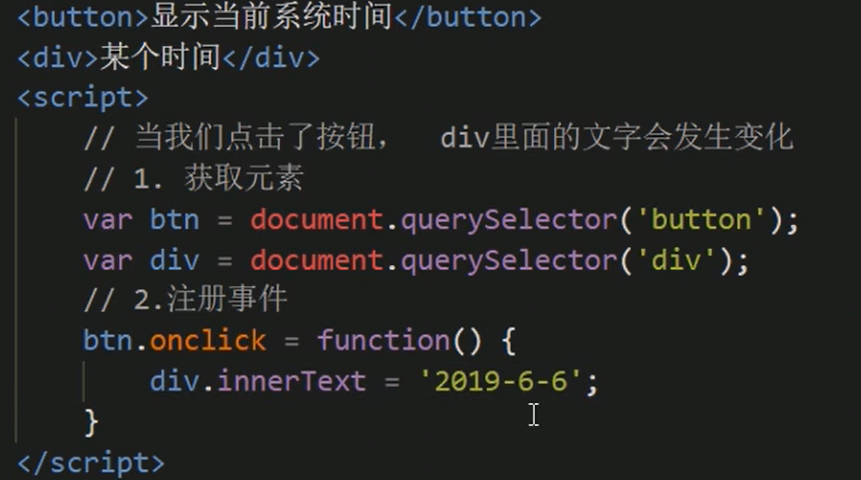 <button>显示当前系统时间</button>
<div>某个时间</div>
<script>
// 当我们点击了按钮，  div里面的文字会发生变化
// 1. 获取元素
var btn = document.querySelector('button');
var div = document.querySelector('div');
// 2.注册事件
btn.onclick = function() {
div.innerText = '2019-6-6';
}
</script>